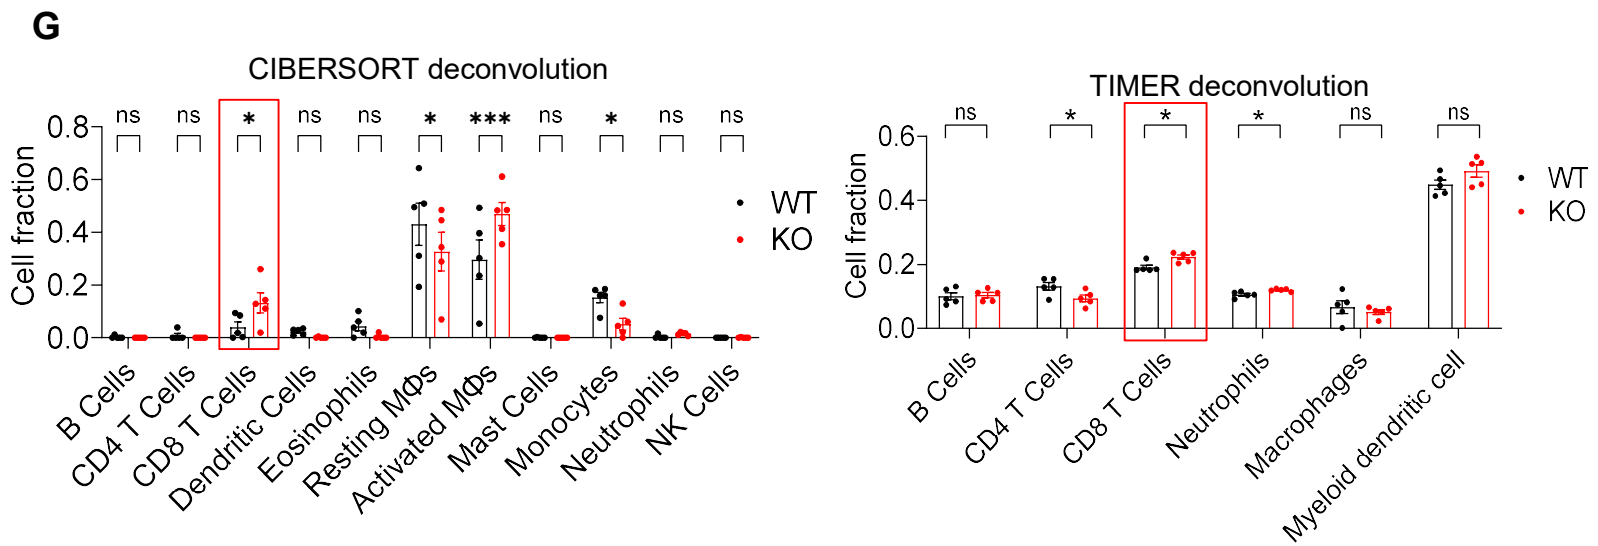 G
CIBERSORT deconvolution
ns ns * ns ns * *** ns * ns ns
0.8
0.6
0.4
0.2
0.0
Cell fraction
WT
KO
B Cells
CD4 T Cells
CD8 T Cells
Dendritic Cells
Eosinophils
Resting MΦs
Activated MΦs
Mast Cells
Monocytes
Neutrophils
NK Cells
TIMER deconvolution
ns * * * ns ns
0.6
0.4
0.2
0.0
Cell fraction
WT
KO
B Cells
CD4 T Cells
CD8 T Cells
Neutrophils
Macrophages
Myeloid dendritic cell